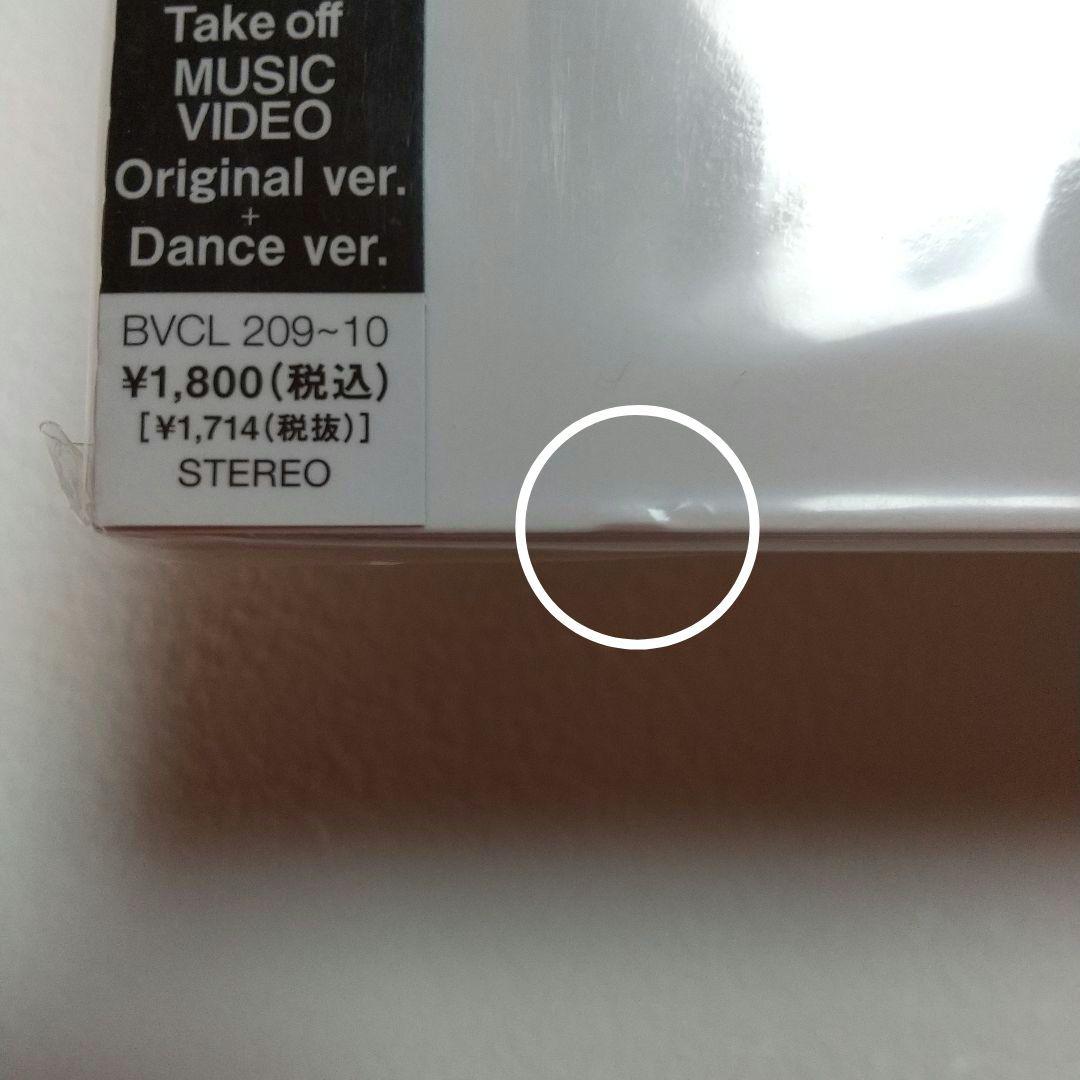 Take off
MUSIC
VIDEO
Original ver.
+
Dance ver.
BVCL 209~10
¥1,800(税込)
[¥1,714(税抜)]
STEREO